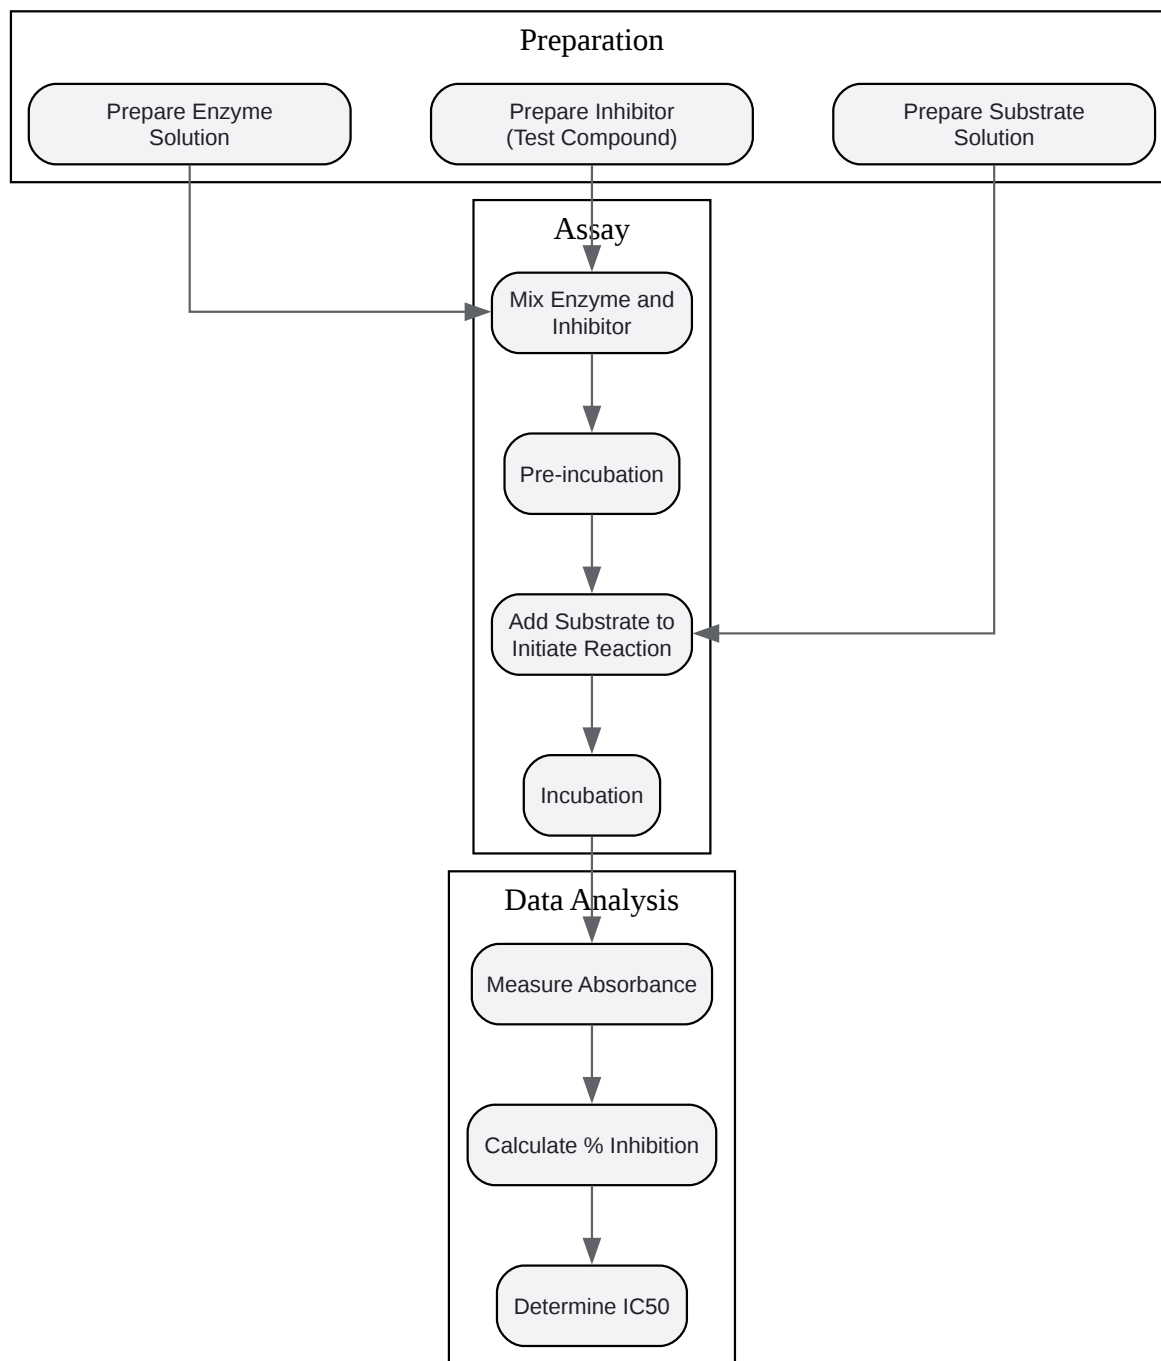 Preparation
Prepare Enzyme
Solution
Prepare Inhibitor
(Test Compound)
Prepare Substrate
Solution
Assay
Mix Enzyme and
Inhibitor
Pre-incubation
Add Substrate to
Initiate Reaction
Incubation
Data Analysis
Measure Absorbance
Calculate % Inhibition
Determine IC50